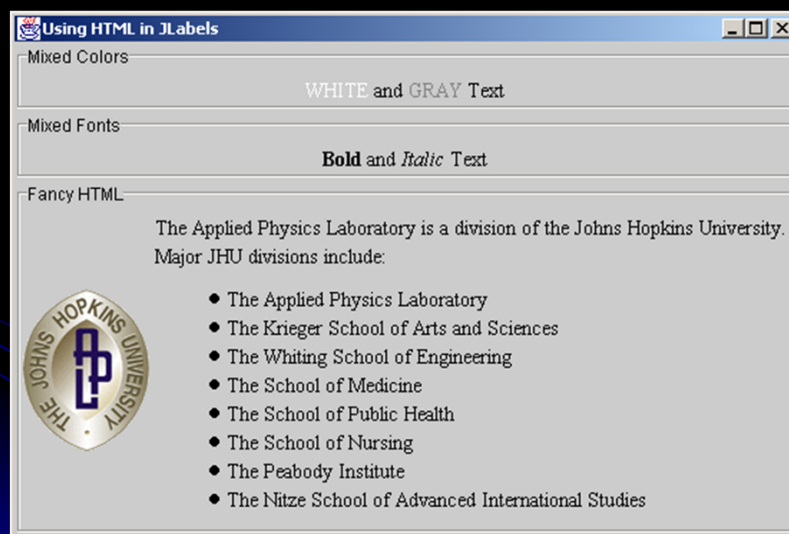 Using HTML in JLabels
Mixed Colors
WHITE and GRAY Text
Mixed Fonts
Bold and Italic Text
Fancy HTML
The Applied Physics Laboratory is a division of the Johns Hopkins University.
Major JHU divisions include:
• The Applied Physics Laboratory
• The Krieger School of Arts and Sciences
• The Whiting School of Engineering
• The School of Medicine
• The School of Public Health
• The School of Nursing
• The Peabody Institute
• The Nitze School of Advanced International Studies
THE JOHNS HOPKINS UNIVERSITY
APL